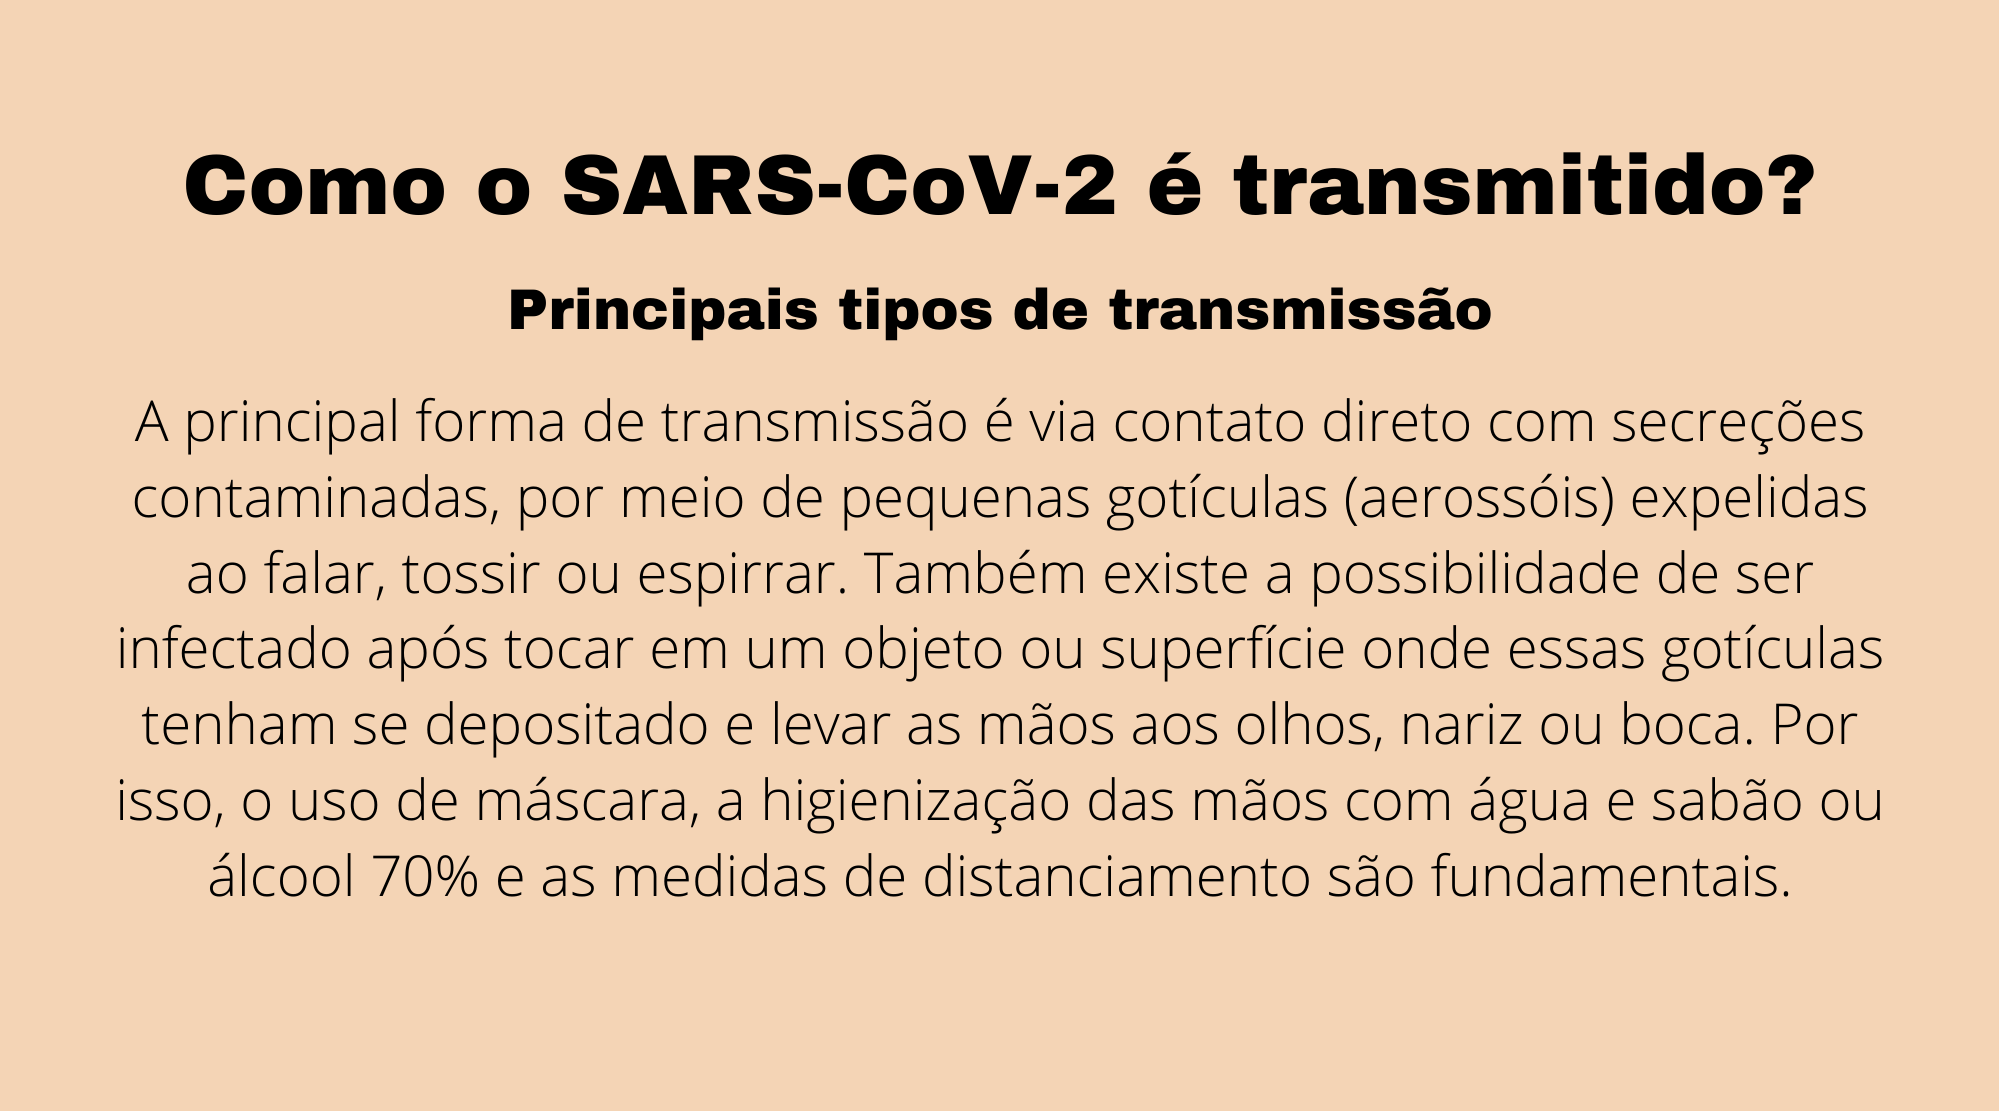 Como o SARS-CoV-2 é transmitido?
Principais tipos de transmissão
A principal forma de transmissão é via contato direto com secreções
contaminadas, por meio de pequenas gotículas (aerossóis) expelidas
ao falar, tossir ou espirrar. Também existe a possibilidade de ser
infectado após tocar em um objeto ou superfície onde essas gotículas
tenham se depositado e levar as mãos aos olhos, nariz ou boca. Por
isso, o uso de máscara, a higienização das mãos com água e sabão ou
álcool 70% e as medidas de distanciamento são fundamentais.